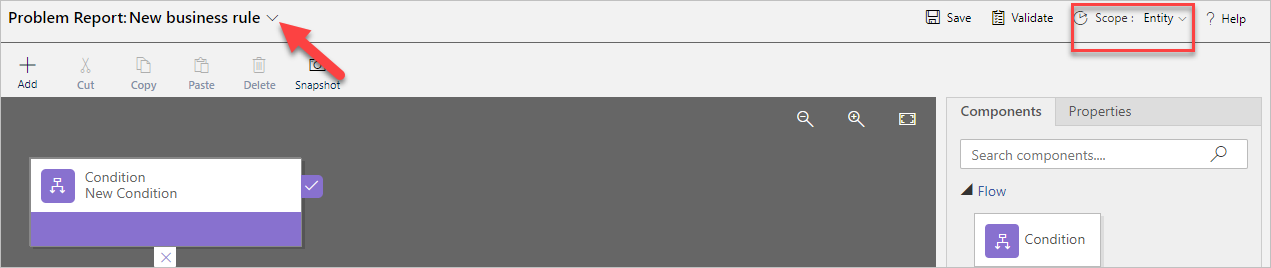 Problem Report: New business rule
Save
Validate
Scope :
Entity
? Help
Add
Cut
Copy
Paste
Delete
Snapshot
Components
Properties
Search components....
Flow
Condition
New Condition
Condition